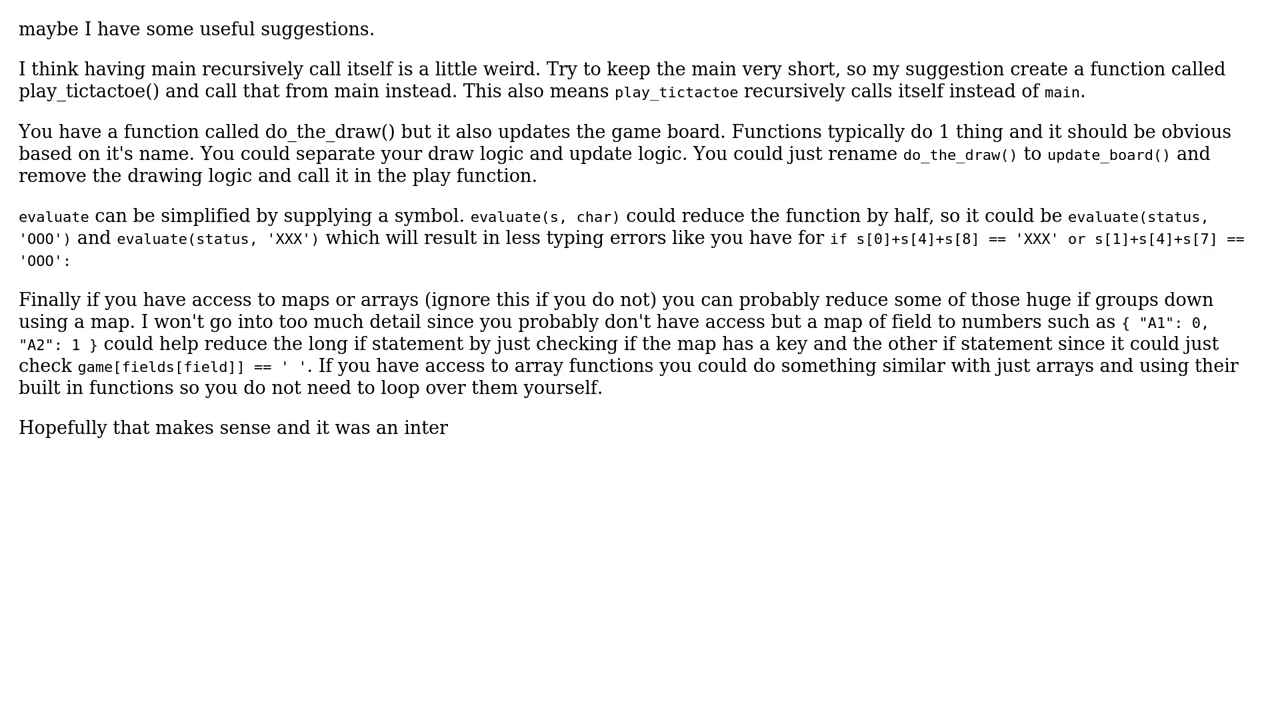 maybe I have some useful suggestions.
I think having main recursively call itself is a little weird. Try to keep the main very short, so my suggestion create a function called
play_tictactoe() and call that from main instead. This also means play_tictactoe recursively calls itself instead of main.
You have a function called do_the_draw() but it also updates the game board. Functions typically do 1 thing and it should be obvious
based on it's name. You could separate your draw logic and update logic. You could just rename do_the_draw() to update_board() and
remove the drawing logic and call it in the play function.
evaluate can be simplified by supplying a symbol. evaluate(s, char) could reduce the function by half, so it could be evaluate(status,
'OOO') and evaluate(status, 'XXX') which will result in less typing errors like you have for if s[0]+s[4]+s[8] == 'XXX' or s[1]+s[4]+s[7] ==
'OOO':
Finally if you have access to maps or arrays (ignore this if you do not) you can probably reduce some of those huge if groups down
using a map. I won't go into too much detail since you probably don't have access but a map of field to numbers such as { "A1": 0,
"A2": 1 } could help reduce the long if statement by just checking if the map has a key and the other if statement since it could just
check game[fields[field]] == ' '. If you have access to array functions you could do something similar with just arrays and using their
built in functions so you do not need to loop over them yourself.
Hopefully that makes sense and it was an inter